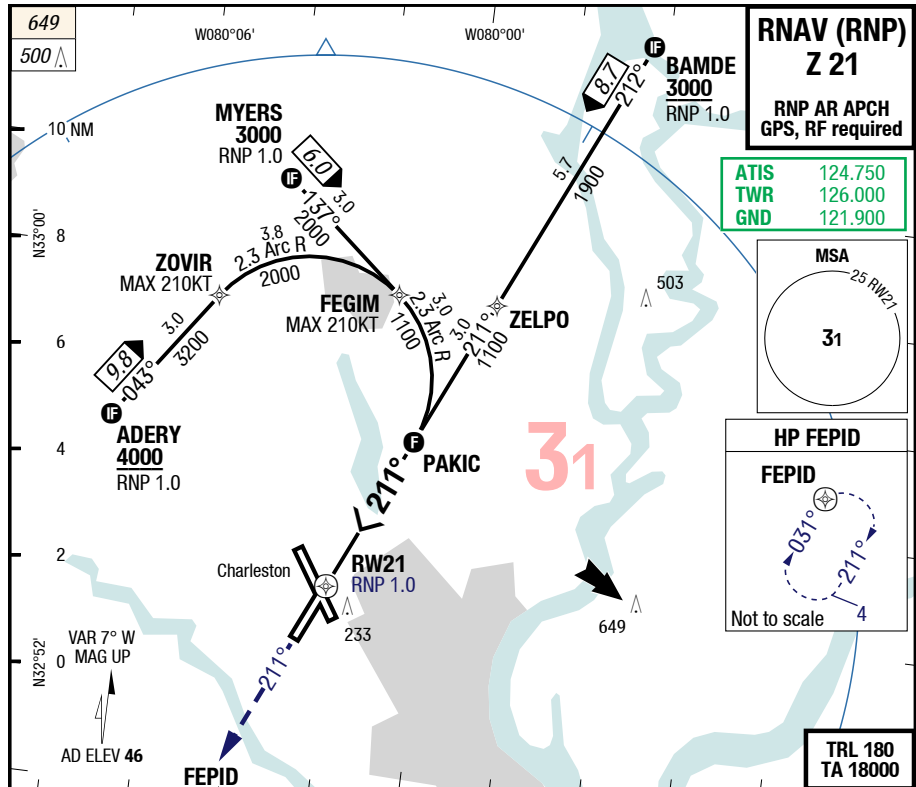 649
500
W080°06'
W080°00'
RNAV (RNP)
Z 21
RNP AR APCH
GPS, RF required
IF
BAMDE
3000
RNP 1.0
8.7
212°
5.7
1900
10 NM
MYERS
3000
RNP 1.0
IF
6.0
137°
3.0
2000
ATIS 124.750
TWR 126.000
GND 121.900
N33°00'
8
3.8
2.3 Arc R
2000
ZOVIR
MAX 210KT
FEGIM
MAX 210KT
3.0
2.3 Arc R
1100
3.0
211°
1100
ZELPO
503
MSA
25 RW21
31
6
3.0
3200
9.8
043°
IF
ADERY
4000
RNP 1.0
4
F
PAKIC
31
211°
HP FEPID
FEPID
031°
211°
4
Not to scale
2
Charleston
RW21
RNP 1.0
233
649
VAR 7° W
MAG UP
N32°52'
0
211°
AD ELEV 46
FEPID
TRL 180
TA 18000